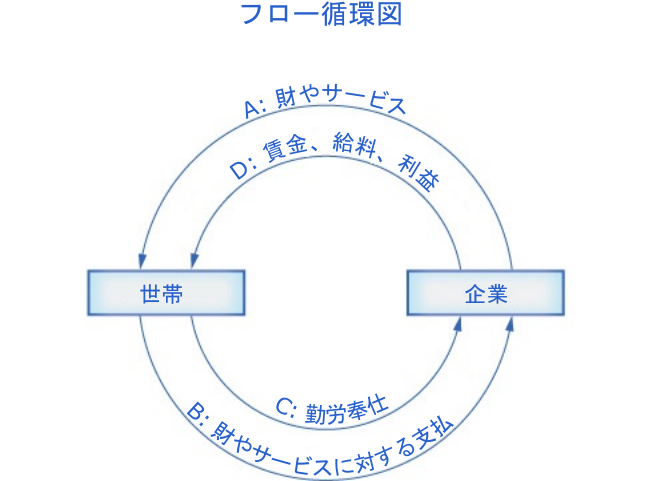 フロー循環図
A: 財やサービス
D: 賃金、給料、利益
世帯
企業
C: 勤労奉仕
B: 財やサービスに対する支払